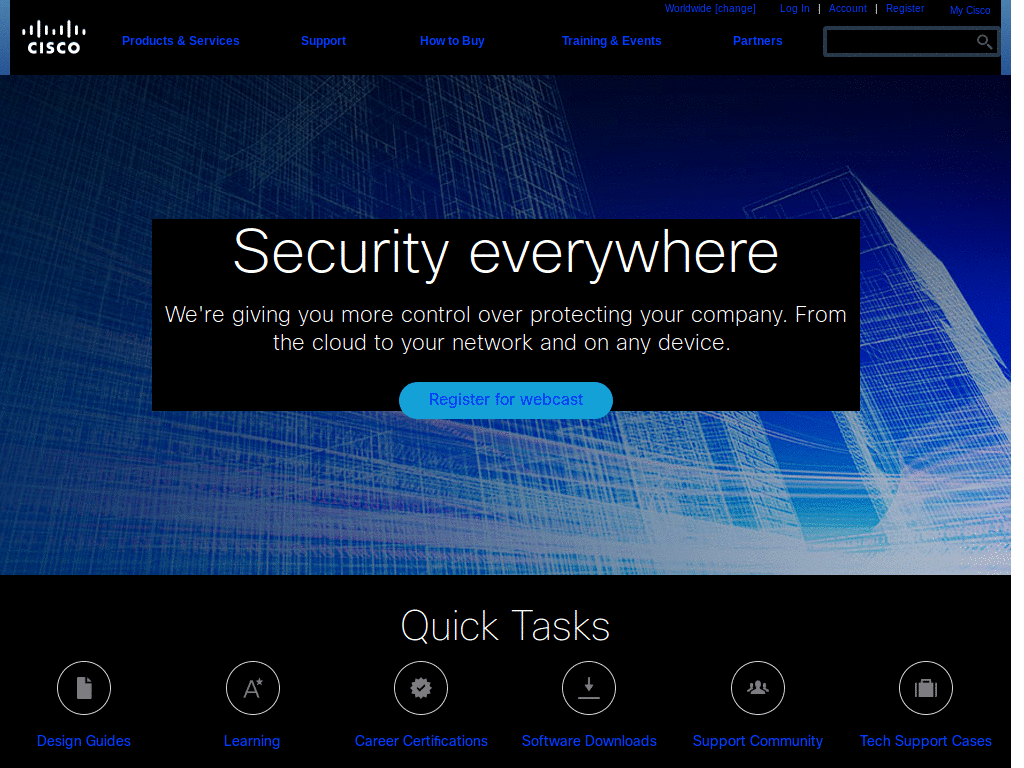 Worldwide [change] Log In | Account | Register My Cisco
CISCO
Products & Services Support How to Buy Training & Events Partners
Security everywhere
We're giving you more control over protecting your company. From
the cloud to your network and on any device.
Register for webcast
Quick Tasks
Design Guides Learning Career Certifications Software Downloads Support Community Tech Support Cases